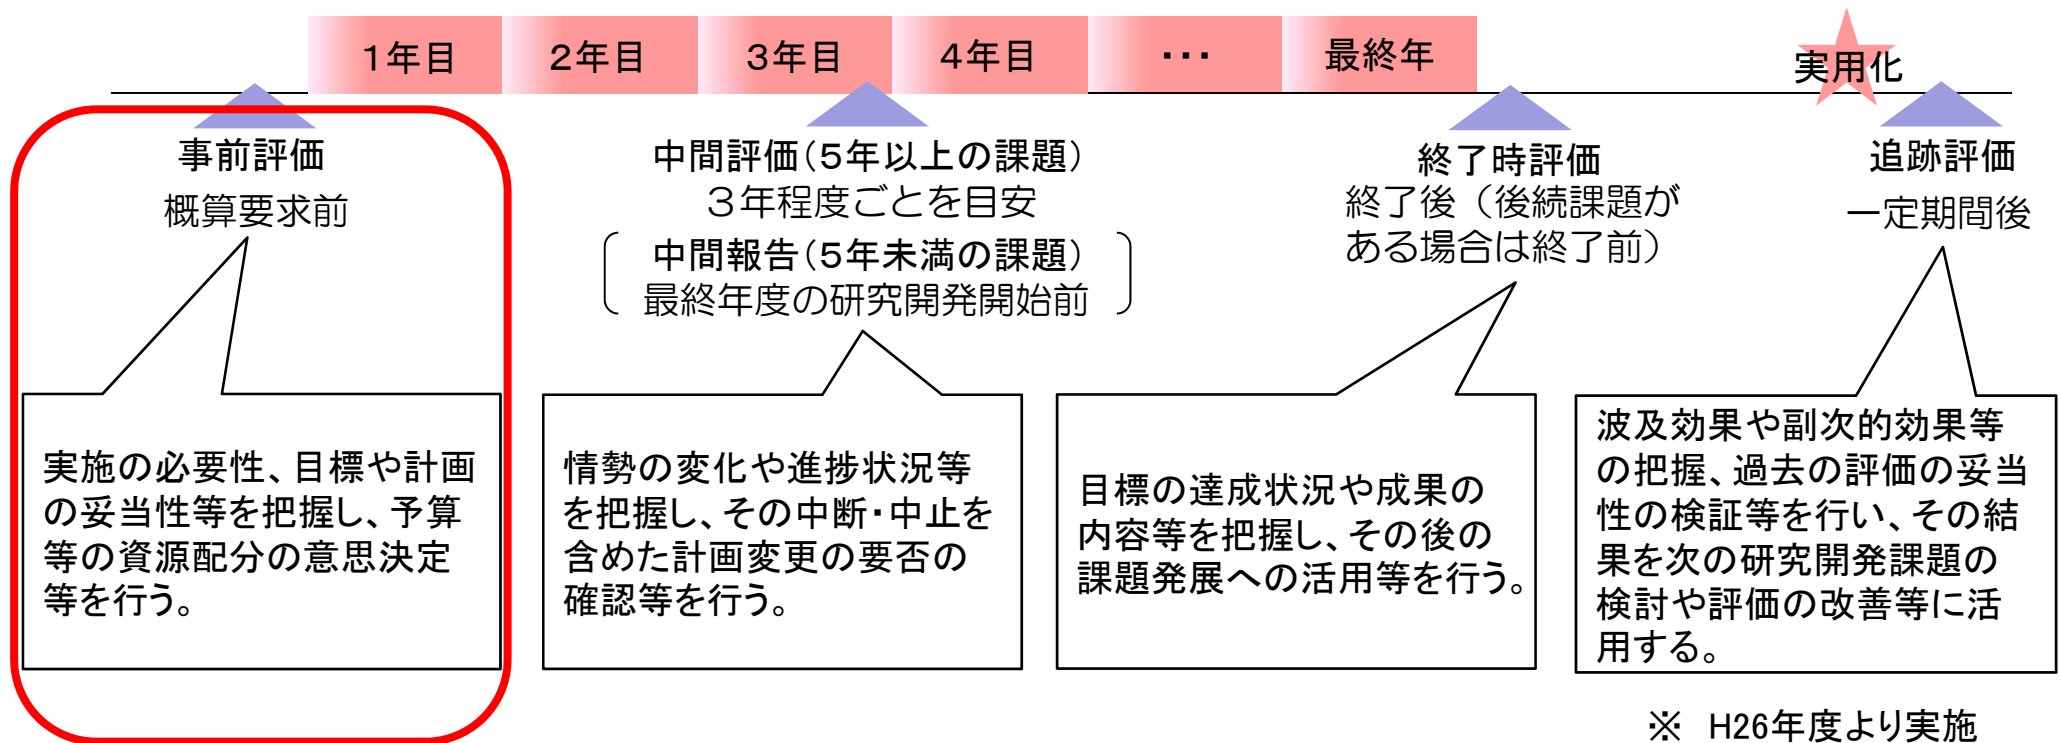 1年目
2年目
3年目
4年目
・・・
最終年
実用化
事前評価
概算要求前
中間評価(5年以上の課題)
3年程度ごとを目安
中間報告(5年未満の課題)
最終年度の研究開発開始前
終了時評価
終了後(後続課題が
ある場合は終了前)
追跡評価
一定期間後
実施の必要性、目標や計画
の妥当性等を把握し、予算
等の資源配分の意思決定
等を行う。
情勢の変化や進捗状況等
を把握し、その中断・中止を
含めた計画変更の要否の
確認等を行う。
目標の達成状況や成果の
内容等を把握し、その後の
課題発展への活用等を行う。
波及効果や副次的効果等
の把握、過去の評価の妥当
性の検証等を行い、その結
果を次の研究開発課題の
検討や評価の改善等に活
用する。
※ H26年度より実施